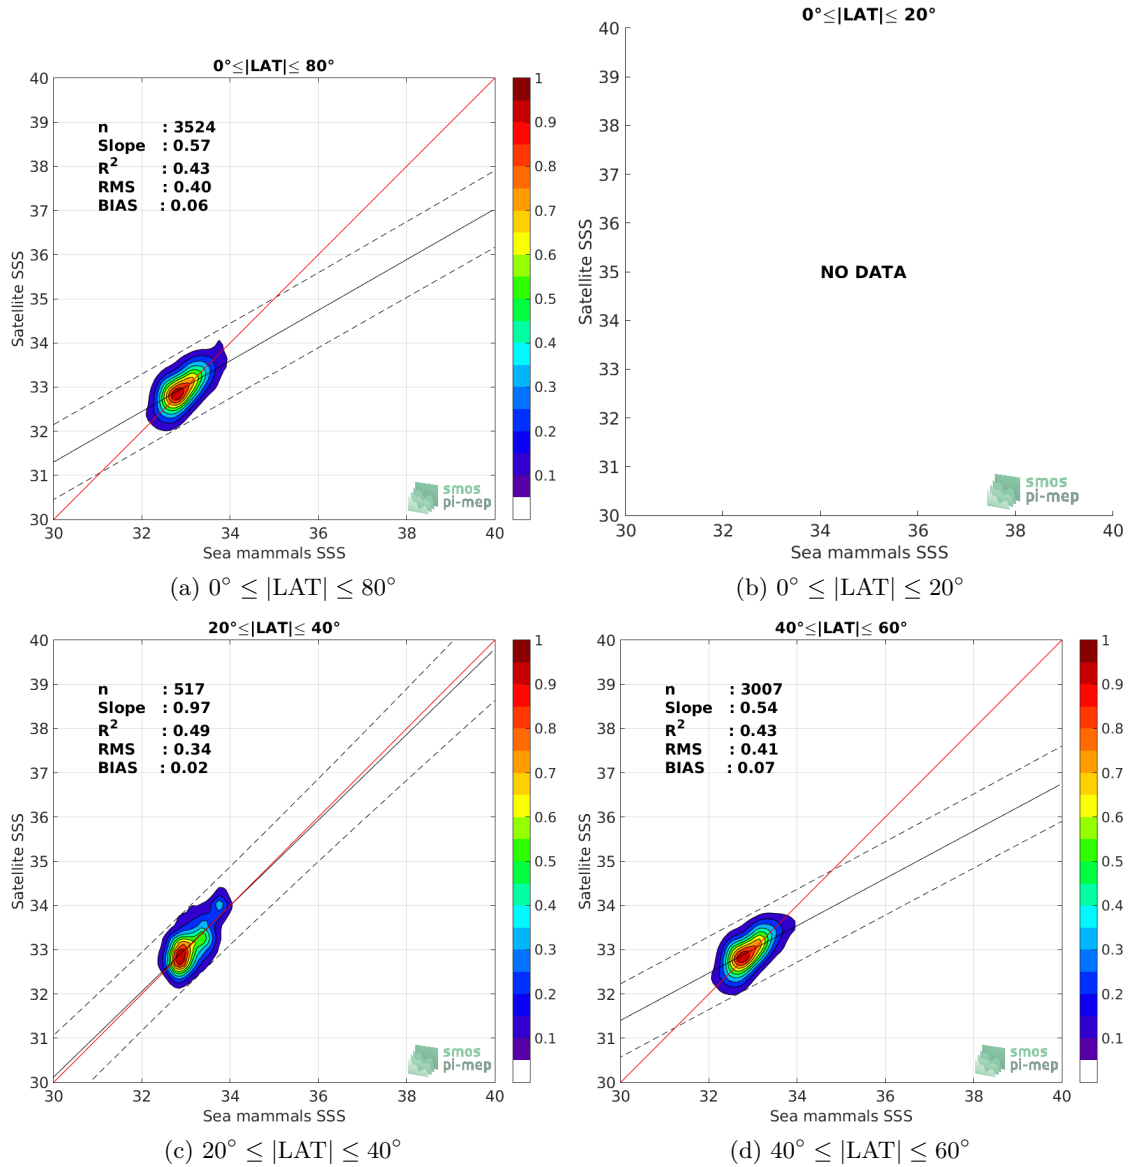 0°≤|LAT|≤ 80°
n : 3524
Slope : 0.57
R² : 0.43
RMS : 0.40
BIAS : 0.06
40
39
38
37
36
35
34
33
32
31
30
30 32 34 36 38 40
Satellite SSS
Sea mammals SSS
1
0.9
0.8
0.7
0.6
0.5
0.4
0.3
0.2
0.1
smos
pi-mep
(a) 0° ≤ |LAT| ≤ 80°
0°≤|LAT|≤ 20°
40
39
38
37
36
35
34
33
32
31
30
30 32 34 36 38 40
Satellite SSS
NO DATA
Sea mammals SSS
smos
pi-mep
(b) 0° ≤ |LAT| ≤ 20°
20°≤|LAT|≤ 40°
n : 517
Slope : 0.97
R² : 0.49
RMS : 0.34
BIAS : 0.02
40
39
38
37
36
35
34
33
32
31
30
30 32 34 36 38 40
Satellite SSS
Sea mammals SSS
1
0.9
0.8
0.7
0.6
0.5
0.4
0.3
0.2
0.1
smos
pi-mep
(c) 20° ≤ |LAT| ≤ 40°
40°≤|LAT|≤ 60°
n : 3007
Slope : 0.54
R² : 0.43
RMS : 0.41
BIAS : 0.07
40
39
38
37
36
35
34
33
32
31
30
30 32 34 36 38 40
Satellite SSS
Sea mammals SSS
1
0.9
0.8
0.7
0.6
0.5
0.4
0.3
0.2
0.1
smos
pi-mep
(d) 40° ≤ |LAT| ≤ 60°